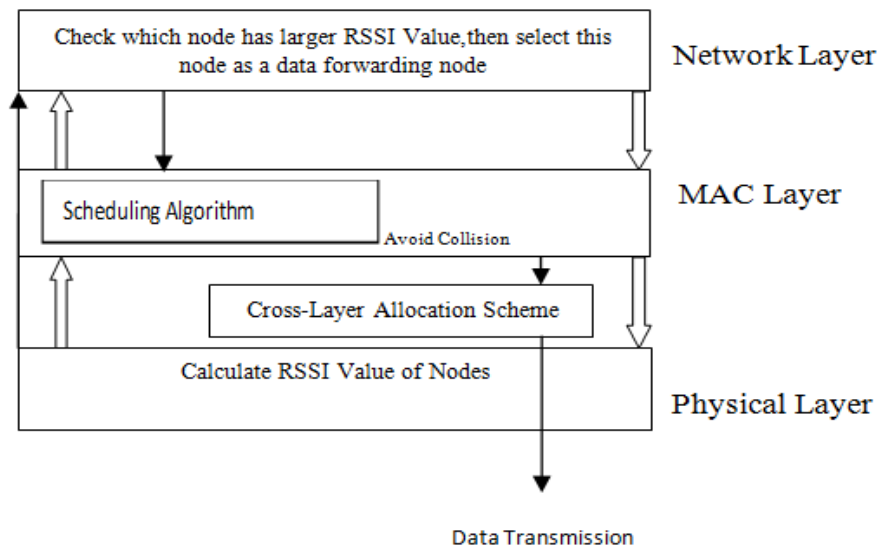 Check which node has larger RSSI Value,then select this
node as a data forwarding node
Network Layer
Scheduling Algorithm
MAC Layer
Avoid Collision
Cross-Layer Allocation Scheme
Calculate RSSI Value of Nodes
Physical Layer
Data Transmission